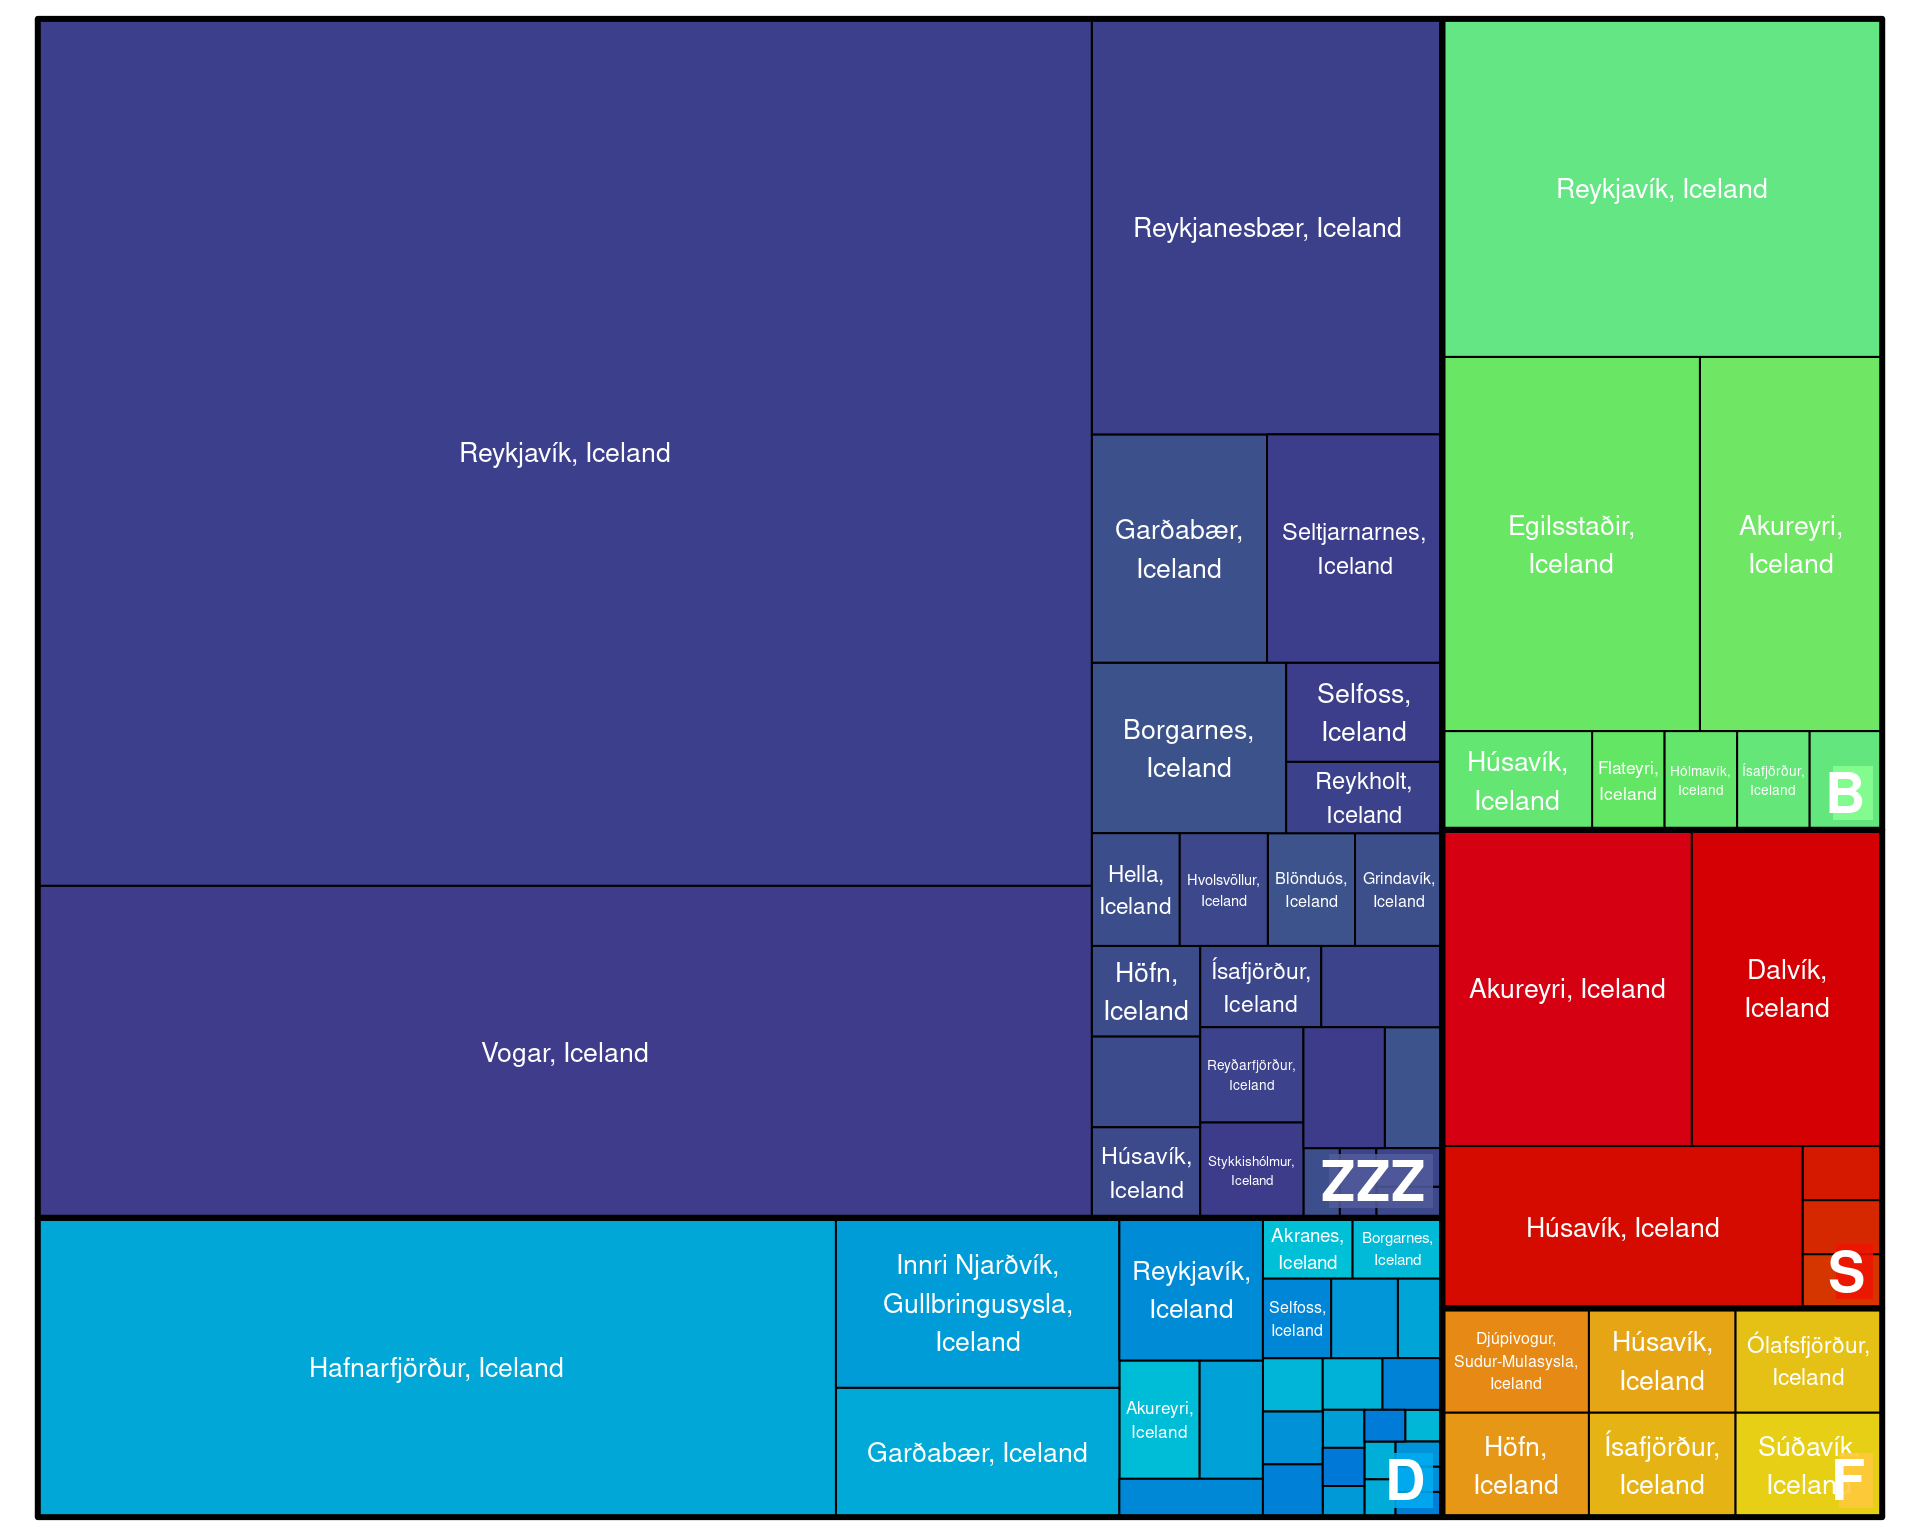 Reykjavík, Iceland
Vogar, Iceland
Reykjanesbær, Iceland
Garðabær,
Iceland
Seltjarnarnes,
Iceland
Borgarnes,
Iceland
Selfoss,
Iceland
Reykholt,
Iceland
Hella,
Iceland
Hvolsvöllur,
Iceland
Blönduós,
Iceland
Grindavík,
Iceland
Höfn,
Iceland
Ísafjörður,
Iceland
Reyðarfjörður,
Iceland
Húsavík,
Iceland
Stykkishólmur,
Iceland
ZZZ
Reykjavík, Iceland
Egilsstaðir,
Iceland
Akureyri,
Iceland
Húsavík,
Iceland
Flateyri,
Iceland
Hólmavík,
Iceland
Ísafjörður,
Iceland
B
Akureyri, Iceland
Dalvík,
Iceland
Húsavík, Iceland
S
Hafnarfjörður, Iceland
Innri Njarðvík,
Gullbringusysla,
Iceland
Garðabær, Iceland
Reykjavík,
Iceland
Akureyri,
Iceland
Akranes,
Iceland
Borgarnes,
Iceland
Selfoss,
Iceland
D
Djúpivogur,
Sudur-Mulasysla,
Iceland
Húsavík,
Iceland
Ólafsfjörður,
Iceland
Höfn,
Iceland
Ísafjörður,
Iceland
Súðavík,
Iceland
F